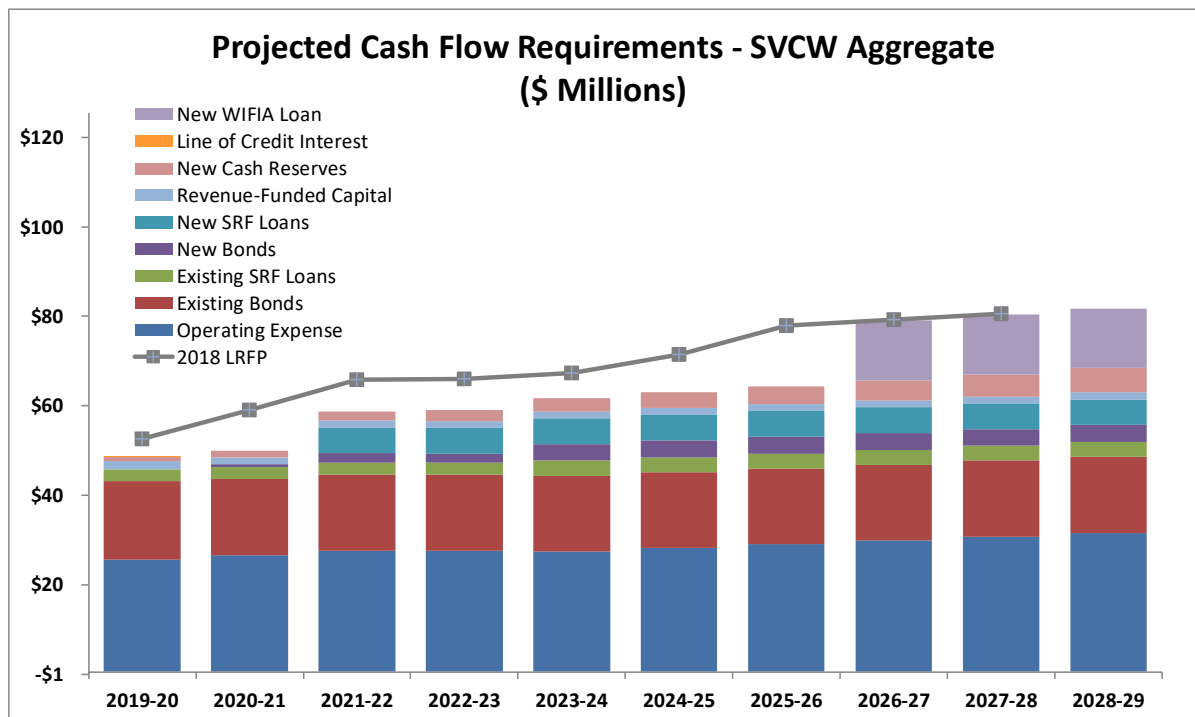 Projected Cash Flow Requirements - SVCW Aggregate
($ Millions)
New WIFIA Loan
Line of Credit Interest
New Cash Reserves
Revenue-Funded Capital
New SRF Loans
New Bonds
Existing SRF Loans
Existing Bonds
Operating Expense
2018 LRFP
$120
$100
$80
$60
$40
$20
-$1
2019-20 2020-21 2021-22 2022-23 2023-24 2024-25 2025-26 2026-27 2027-28 2028-29